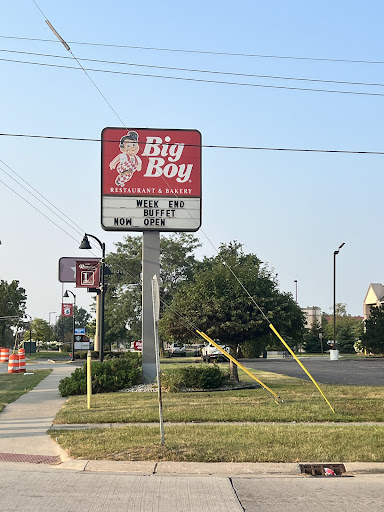 Big
Boy
RESTAURANT & BAKERY
WEEK END
BUFFET
NOW OPEN